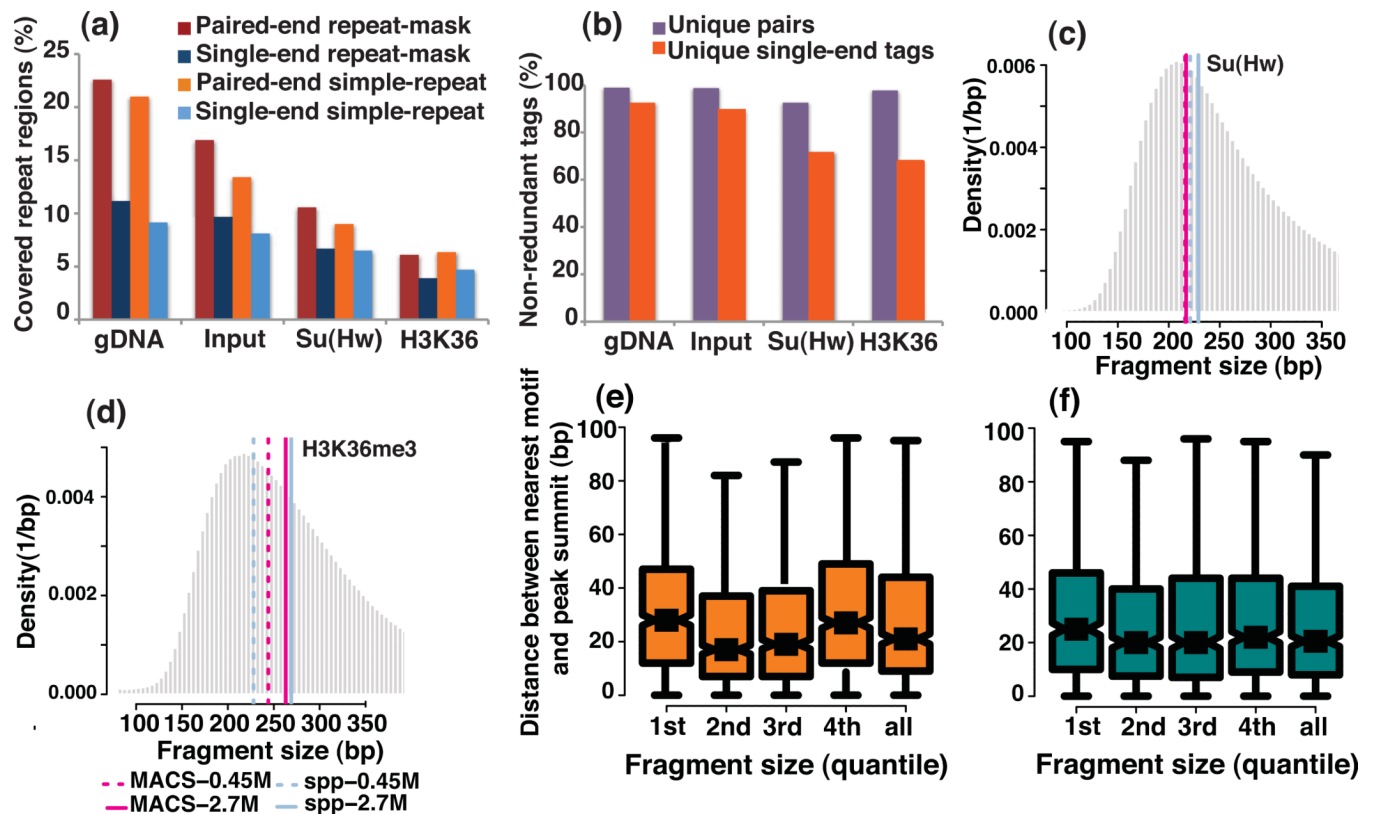 (a)
Paired-end repeat-mask
Single-end repeat-mask
Paired-end simple-repeat
Single-end simple-repeat
Covered repeat regions (%)
25
20
15
10
5
0
gDNA
Input
Su(Hw)
H3K36
(b)
Unique pairs
Unique single-end tags
Non-redundant tags (%)
100
80
60
40
20
0
gDNA
Input
Su(Hw)
H3K36
(c)
Su(Hw)
Density(1/bp)
0.006
0.004
0.002
0.000
100 150 200 250 300 350
Fragment size (bp)
(d)
H3K36me3
Density(1/bp)
0.004
0.002
0.000
100 150 200 250 300 350
Fragment size (bp)
MACS–0.45M
spp–0.45M
MACS–2.7M
spp–2.7M
(e)
Distance between nearest motif
and peak summit (bp)
100
80
60
40
20
0
1st 2nd 3rd 4th all
Fragment size (quantile)
(f)
100
80
60
40
20
0
1st 2nd 3rd 4th all
Fragment size (quantile)